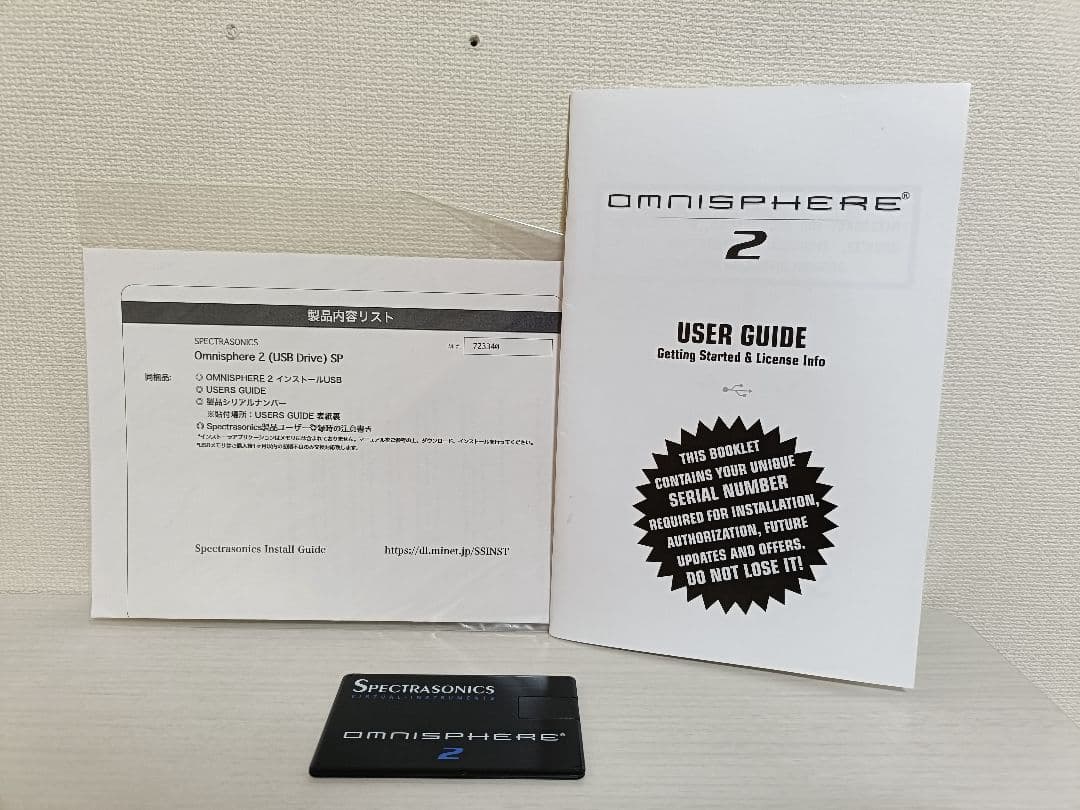 製品内容リスト
SPECTRASONICS
Omnisphere 2 (USB Drive) SP
723340
同梱品:
◎ OMNISPHERE 2 インストールUSB
◎ USERS GUIDE
◎ 製品シリアルナンバー
※貼付場所：USERS GUIDE 表紙裏
◎ Spectrasonics製品ユーザー登録時の注意書き
Spectrasonics Install Guide
https://dl.minet.jp/SSINST
OMNISPHERE®
2
USER GUIDE
Getting Started & License Info
THIS BOOKLET
CONTAINS YOUR UNIQUE
SERIAL NUMBER
REQUIRED FOR INSTALLATION,
AUTHORIZATION, FUTURE
UPDATES AND OFFERS.
DO NOT LOSE IT!
SPECTRASONICS
VIRTUAL INSTRUMENTS
OMNISPHERE®
2